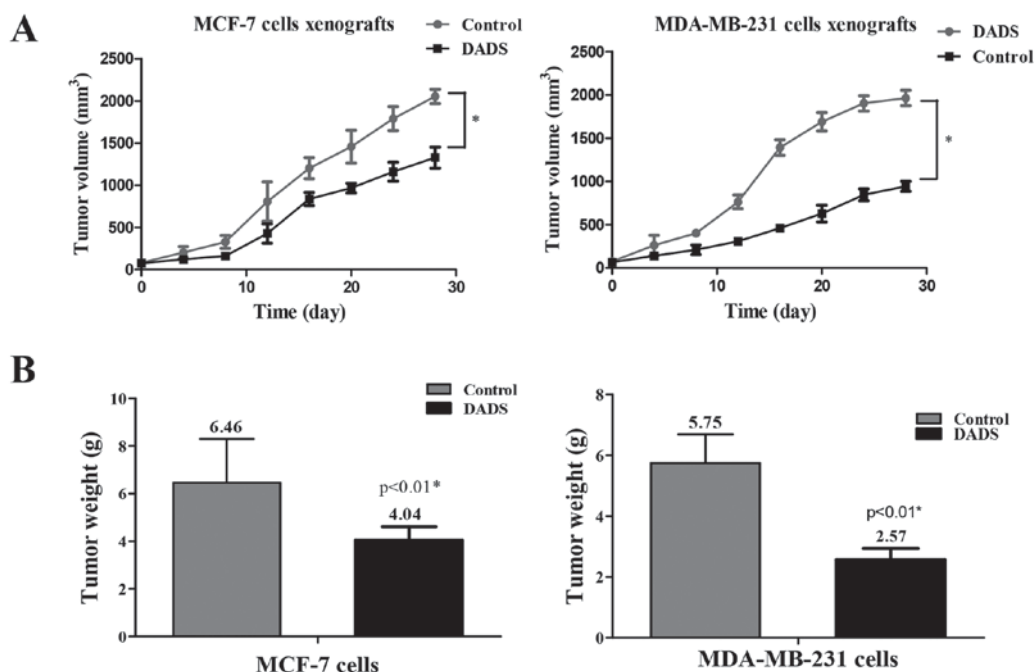 A
MCF-7 cells xenografts
Control
DADS
Tumor volume (mm³)
2500
2000
1500
1000
500
0
0 10 20 30
Time (day)
*
MDA-MB-231 cells xenografts
DADS
Control
Tumor volume (mm³)
2500
2000
1500
1000
500
0
0 10 20 30
Time (day)
*
B
Control
DADS
Tumor weight (g)
10
8
6
4
2
0
6.46
p<0.01*
4.04
MCF-7 cells
Control
DADS
Tumor weight (g)
8
6
4
2
0
5.75
p<0.01*
2.57
MDA-MB-231 cells